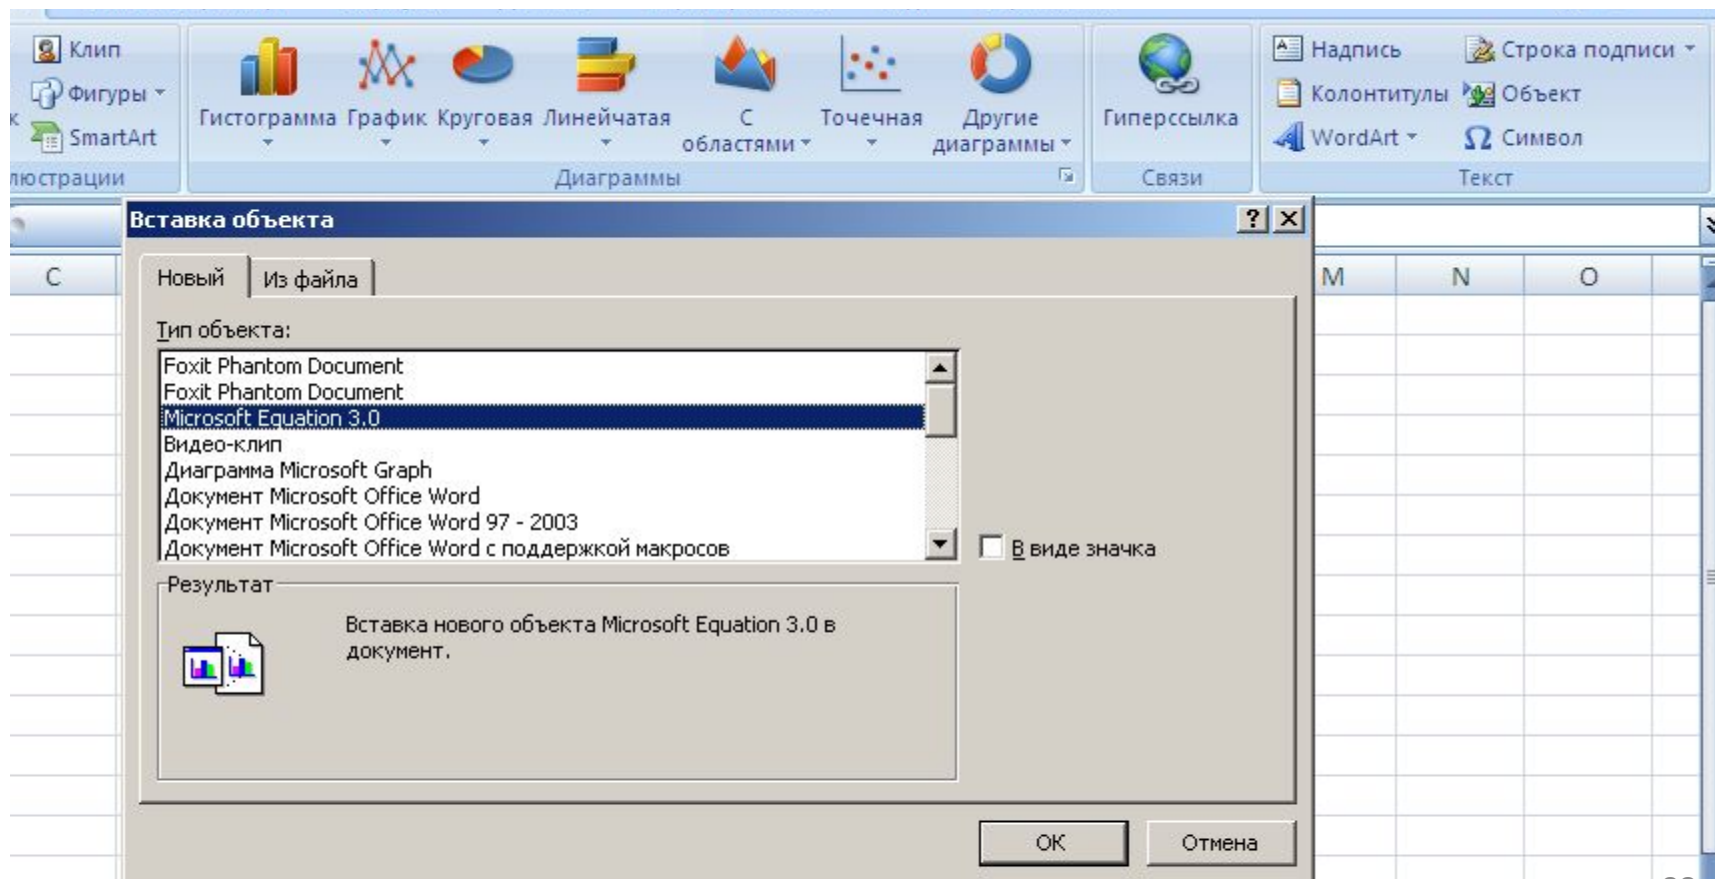 Клип
Фигуры
SmartArt
Гистограмма График Круговая Линейчатая С областями Точечная Другие диаграммы
Диаграммы
Гиперссылка
Связи
Надпись Строка подписи
Колонтитулы Объект
WordArt Символ
Текст
Вставка объекта
C M N O
Новый Из файла
Тип объекта:
Foxit Phantom Document
Foxit Phantom Document
Microsoft Equation 3.0
Видео-клип
Диаграмма Microsoft Graph
Документ Microsoft Office Word
Документ Microsoft Office Word 97 - 2003
Документ Microsoft Office Word с поддержкой макросов
В виде значка
Результат
Вставка нового объекта Microsoft Equation 3.0 в
документ.
ОК Отмена